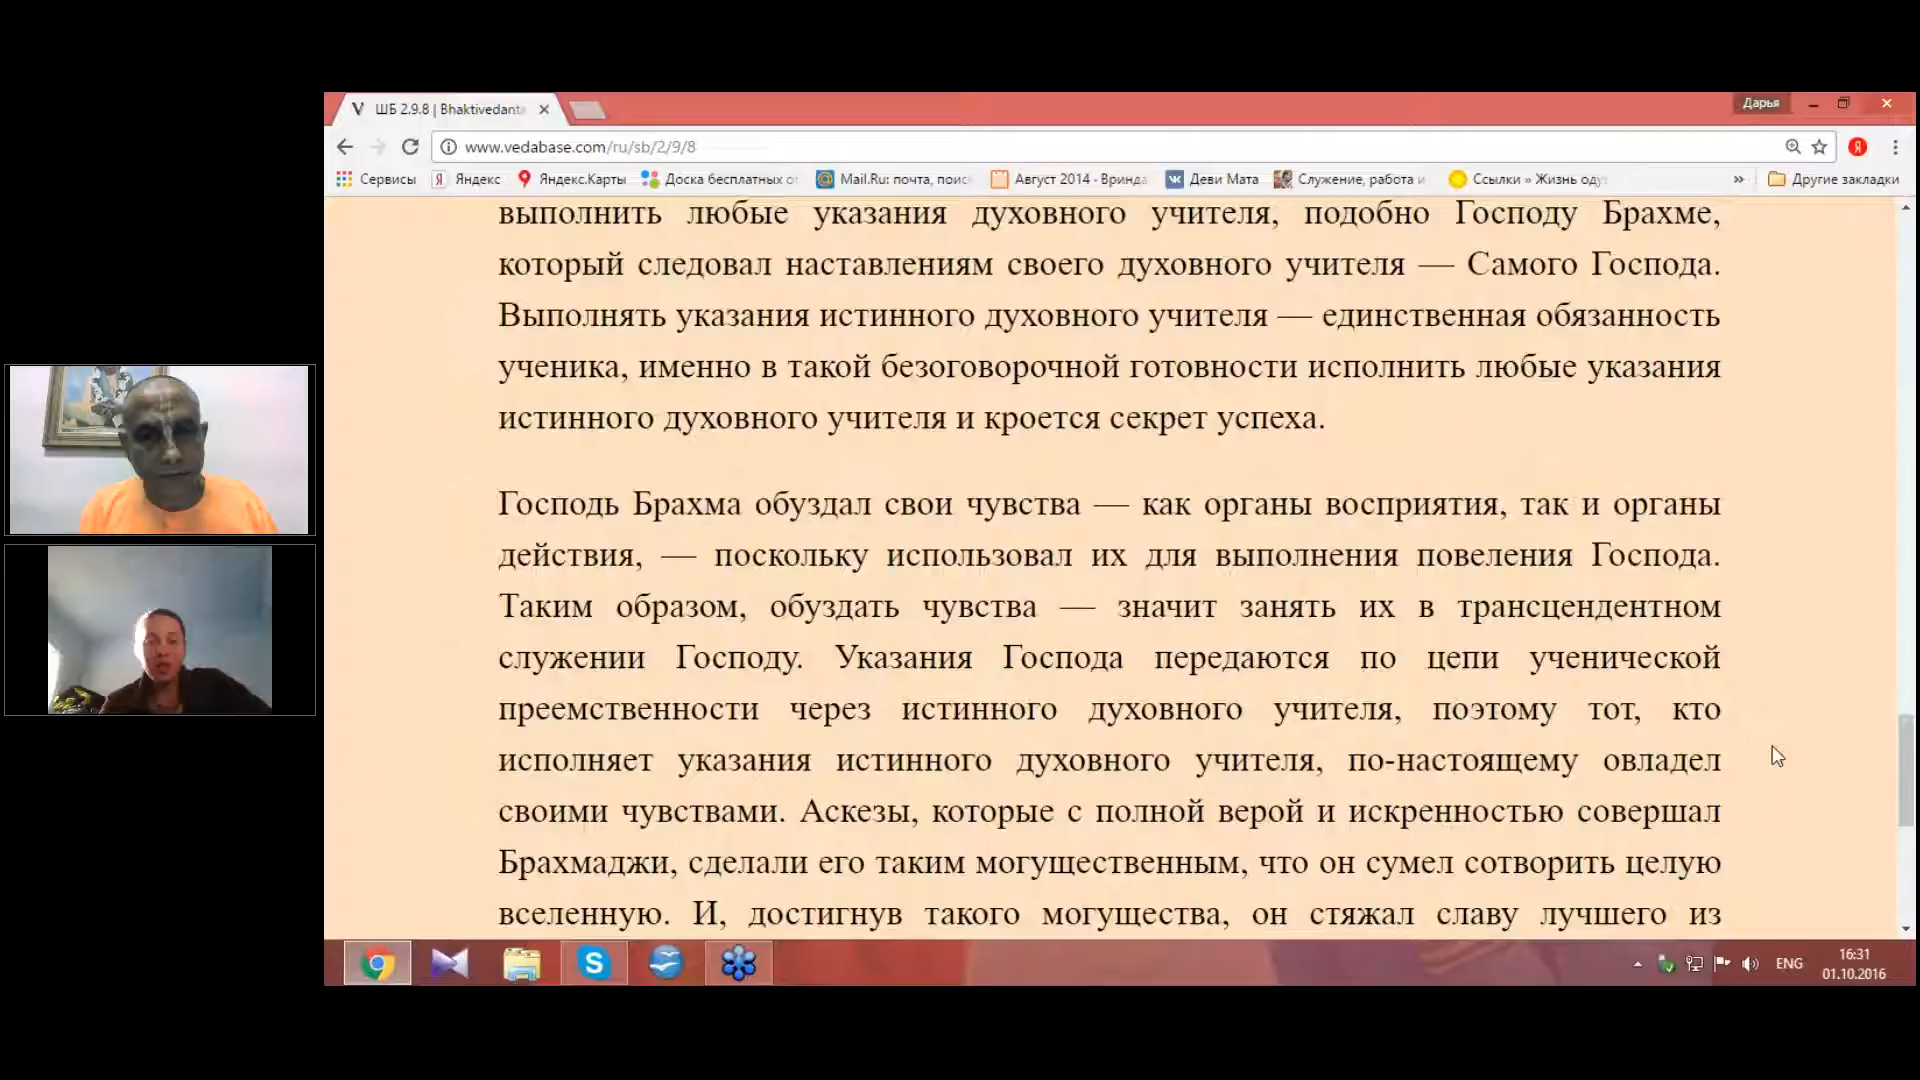 ШБ 2.9.8 | Bhaktivedanta
Дарья
www.vedabase.com/ru/sb/2/9/8
Сервисы Яндекс Яндекс.Карты Доска бесплатных о Mail.Ru: почта, поис Август 2014 - Вринда Деви Мата Служение, работа и Ссылки » Жизнь оду » Другие закладки
выполнить любые указания духовного учителя, подобно Господу Брахме,
который следовал наставлениям своего духовного учителя — Самого Господа.
Выполнять указания истинного духовного учителя — единственная обязанность
ученика, именно в такой безоговорочной готовности исполнить любые указания
истинного духовного учителя и кроется секрет успеха.
Господь Брахма обуздал свои чувства — как органы восприятия, так и органы
действия, — поскольку использовал их для выполнения повеления Господа.
Таким образом, обуздать чувства — значит занять их в трансцендентном
служении Господу. Указания Господа передаются по цепи ученической
преемственности через истинного духовного учителя, поэтому тот, кто
исполняет указания истинного духовного учителя, по-настоящему овладел
своими чувствами. Аскезы, которые с полной верой и искренностью совершал
Брахмаджи, сделали его таким могущественным, что он сумел сотворить целую
вселенную. И, достигнув такого могущества, он стяжал славу лучшего из
ENG
16:31
01.10.2016